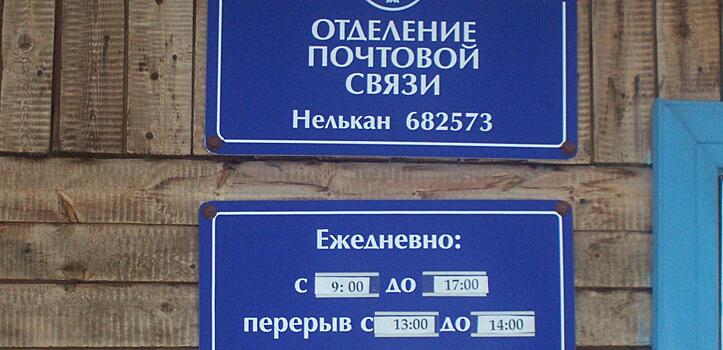 ОТДЕЛЕНИЕ
ПОЧТОВОЙ
СВЯЗИ
Нелькан 682573
Ежедневно:
с 9: 00 до 17:00
перерыв с 13:00 до 14:00